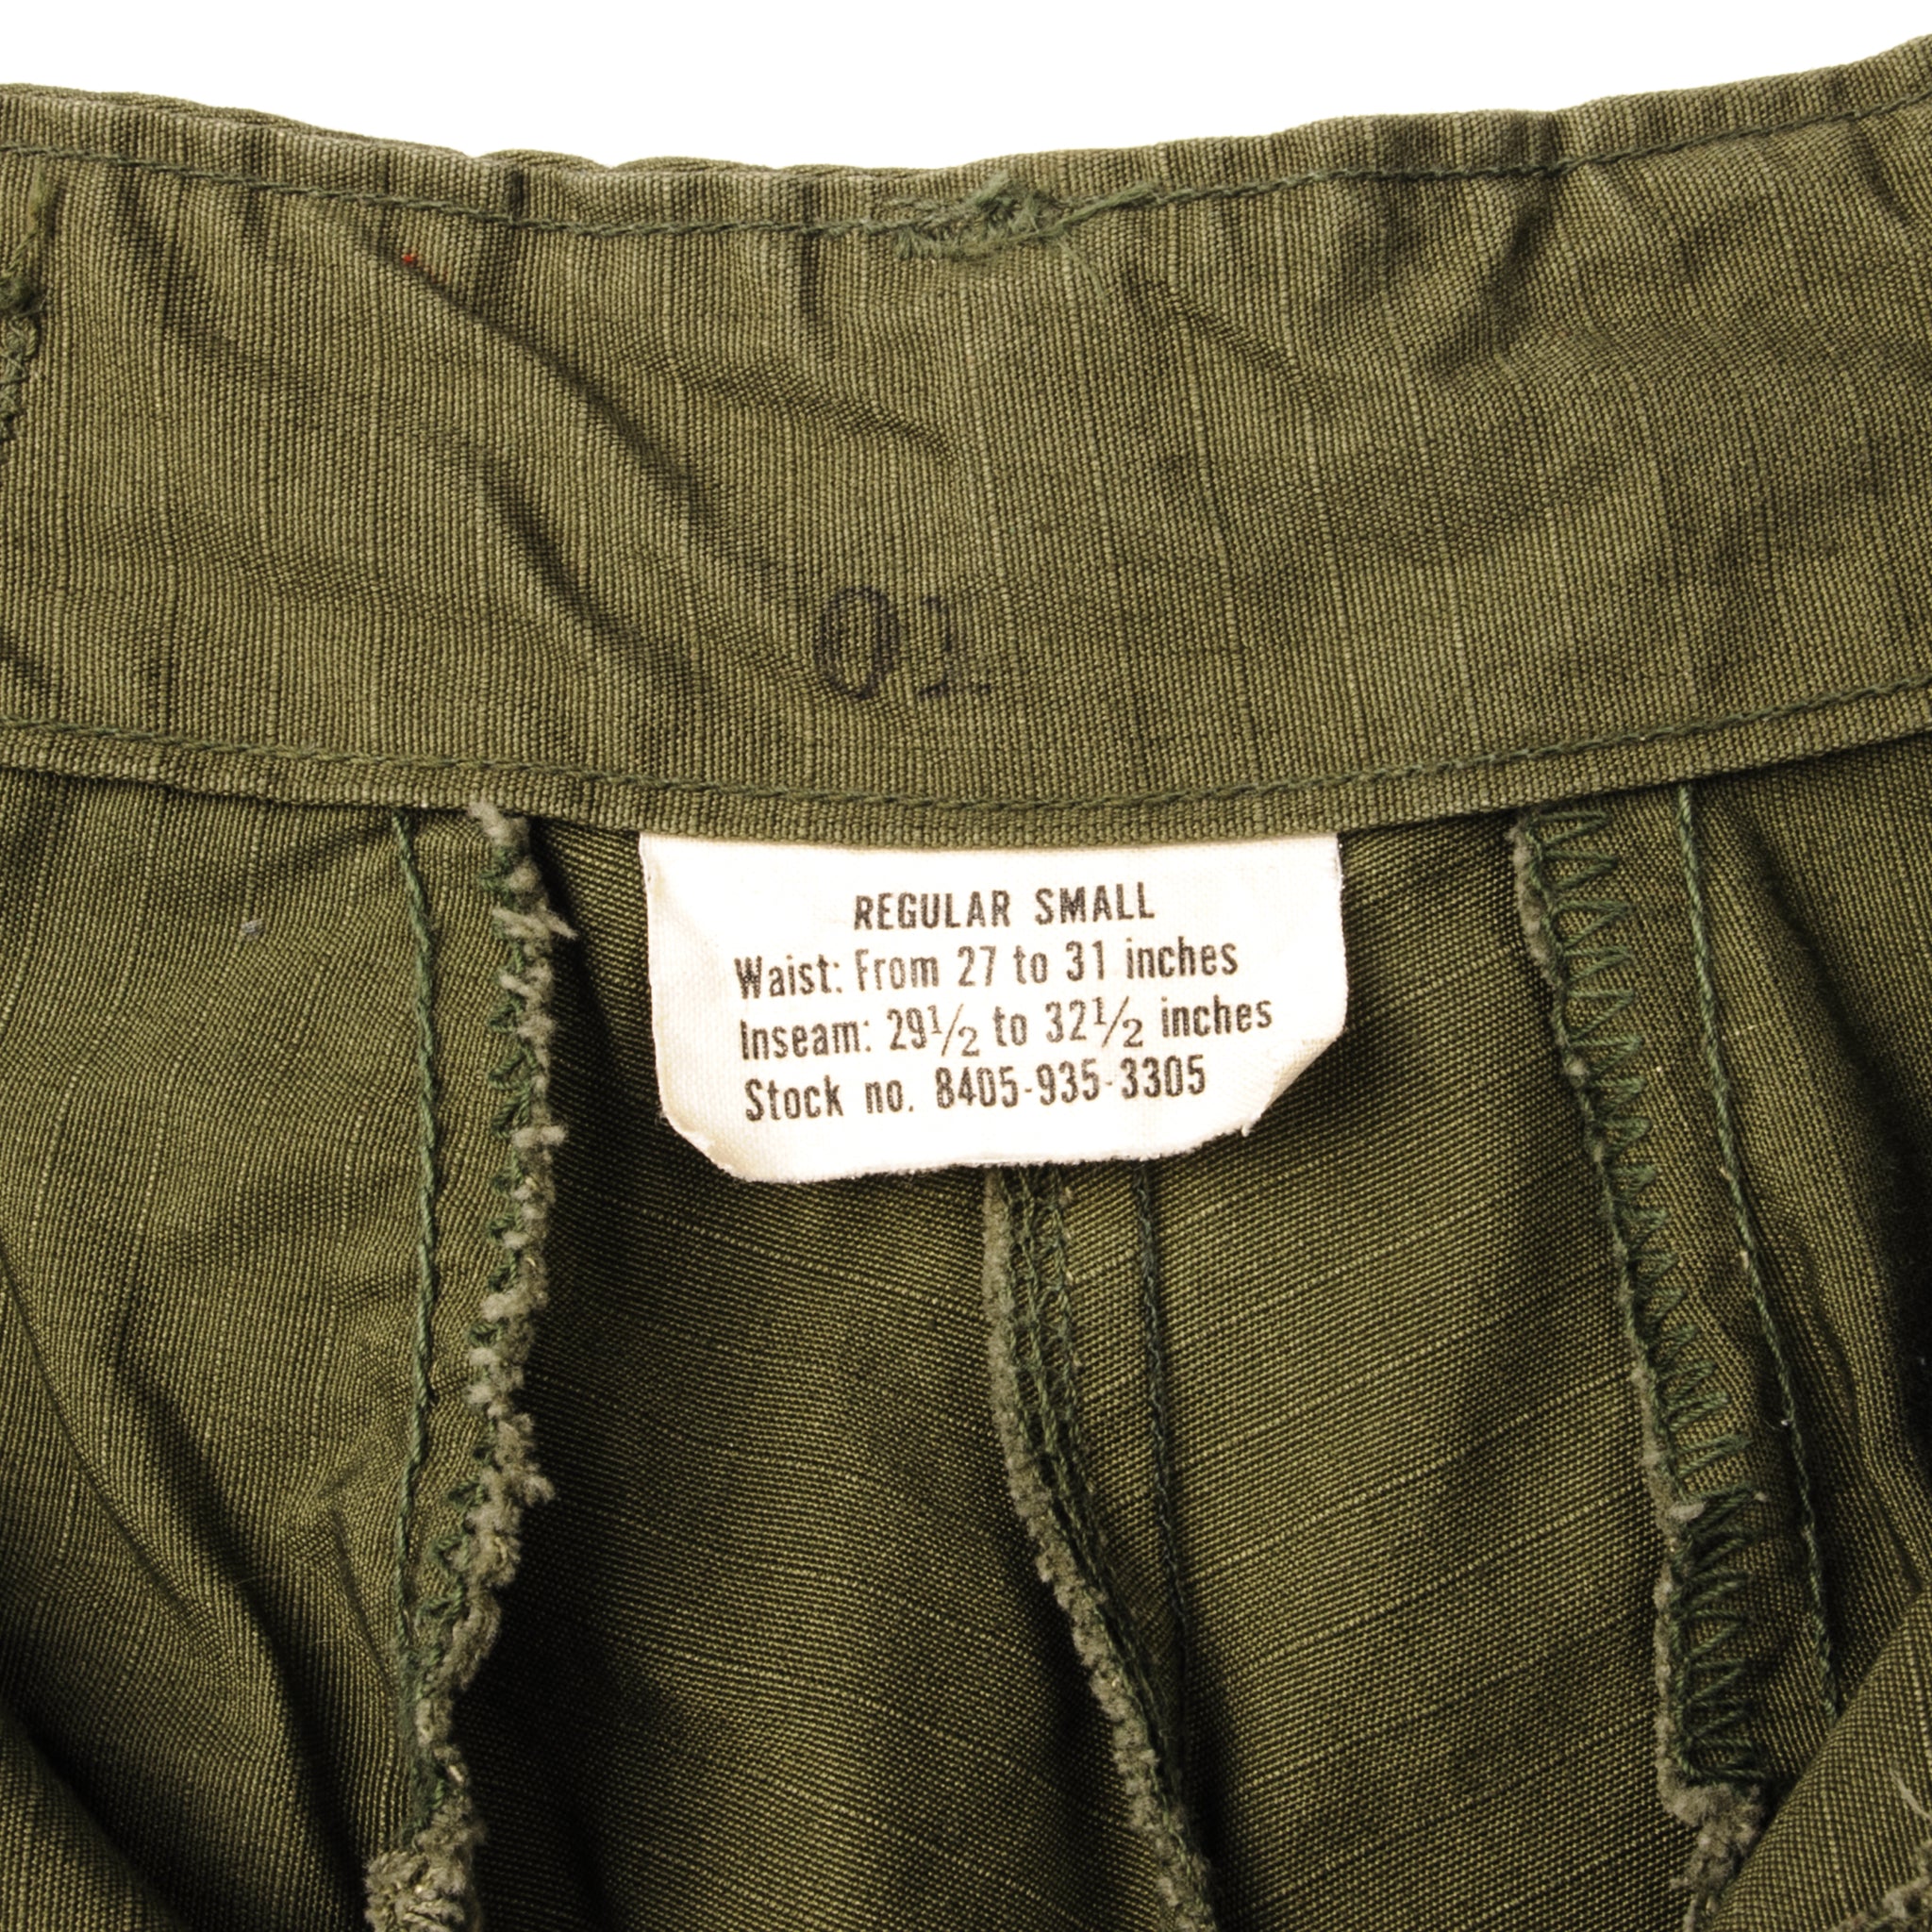 01
REGULAR SMALL
Waist: From 27 to 31 inches
Inseam: 29½ to 32½ inches
Stock no. 8405-935-3305